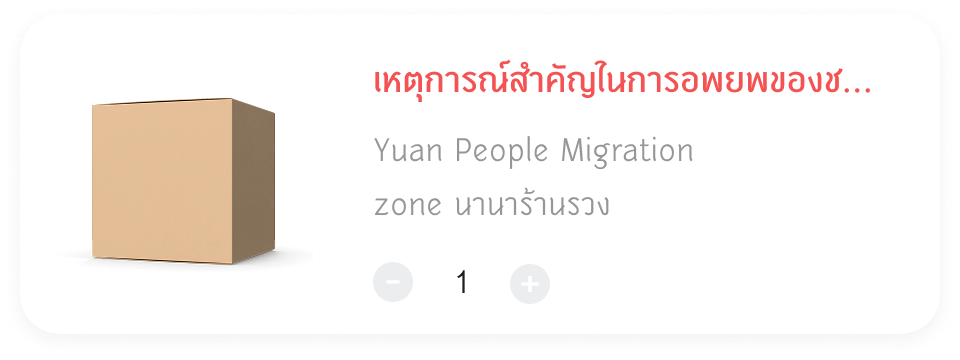 เหตุการณ์สำคัญในการอพยพของช...
Yuan People Migration
zone นานาร้านรวง
- 1 +